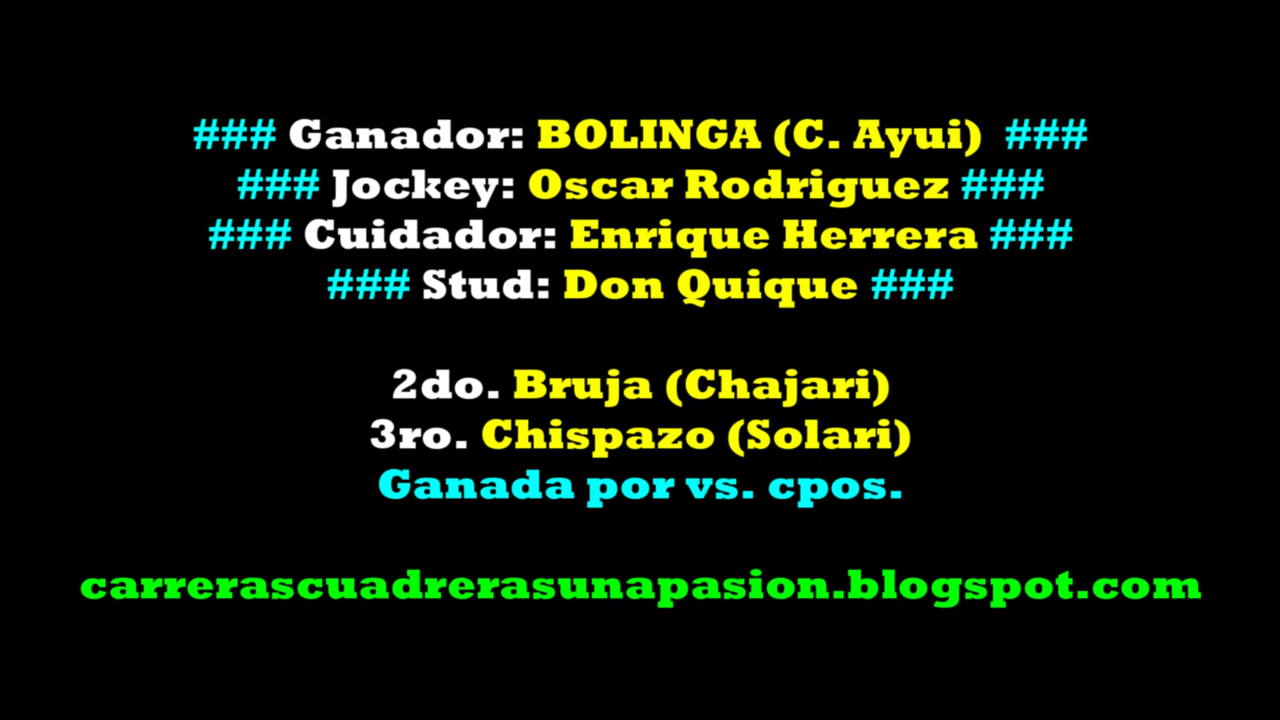 ### Ganador: BOLINGA (C. Ayui) ###
### Jockey: Oscar Rodriguez ###
### Cuidador: Enrique Herrera ###
### Stud: Don Quique ###
2do. Bruja (Chajari)
3ro. Chispazo (Solari)
Ganada por vs. cpos.
carrerascuadrerasunapasion.blogspot.com